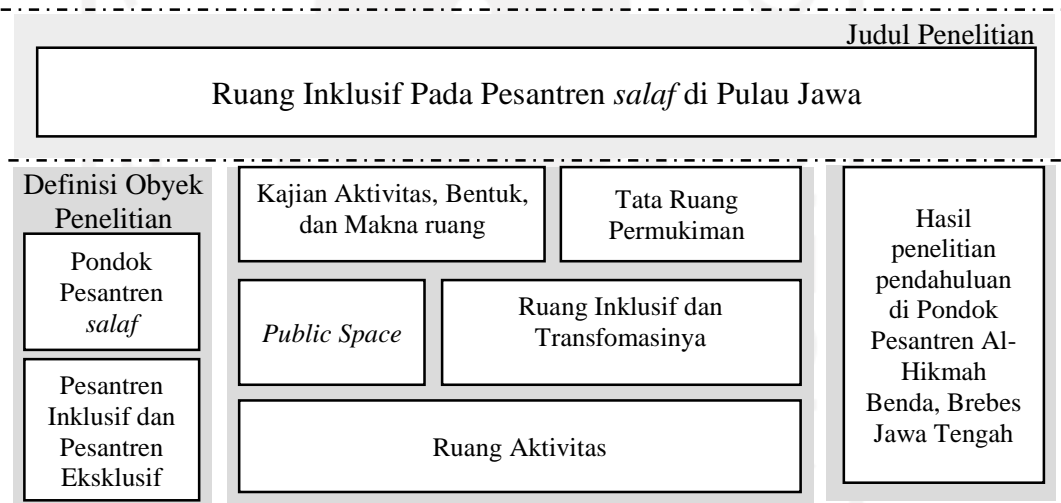 Judul Penelitian
Ruang Inklusif Pada Pesantren salaf di Pulau Jawa
Definisi Obyek
Penelitian
Pondok
Pesantren
salaf
Pesantren
Inklusif dan
Pesantren
Eksklusif
Kajian Aktivitas, Bentuk,
dan Makna ruang
Tata Ruang
Permukiman
Public Space
Ruang Inklusif dan
Transfomasinya
Ruang Aktivitas
Hasil
penelitian
pendahuluan
di Pondok
Pesantren Al-
Hikmah
Benda, Brebes
Jawa Tengah